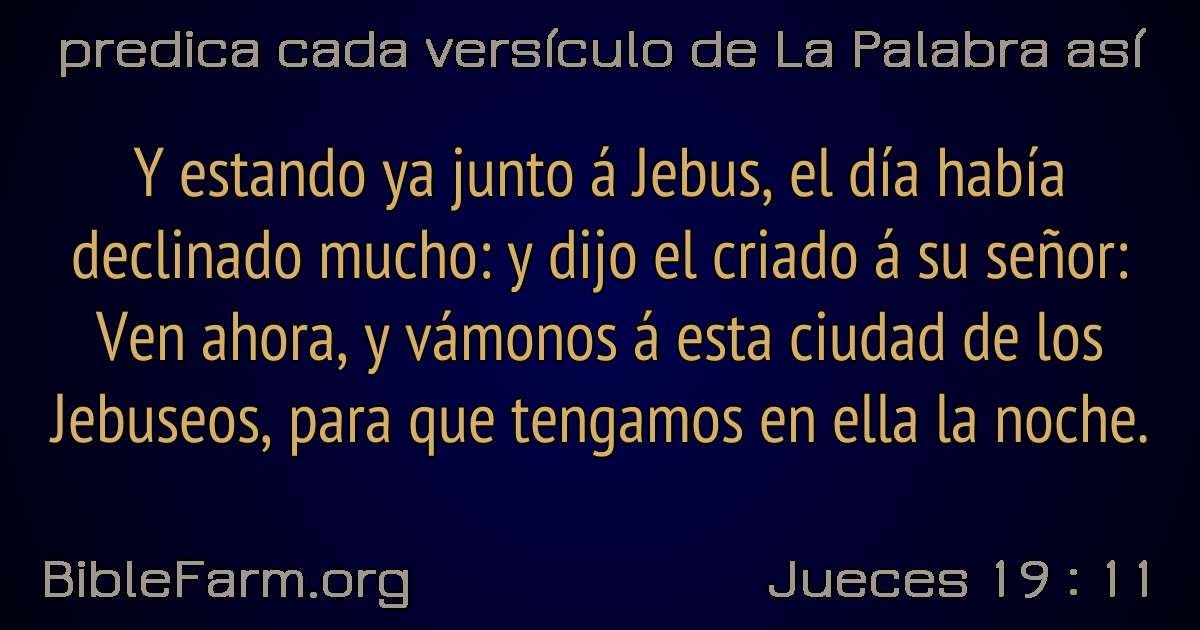 predica cada versículo de La Palabra así
Y estando ya junto á Jebus, el día había
declinado mucho: y dijo el criado á su señor:
Ven ahora, y vámonos á esta ciudad de los
Jebuseos, para que tengamos en ella la noche.
BibleFarm.org
Jueces 19 : 11